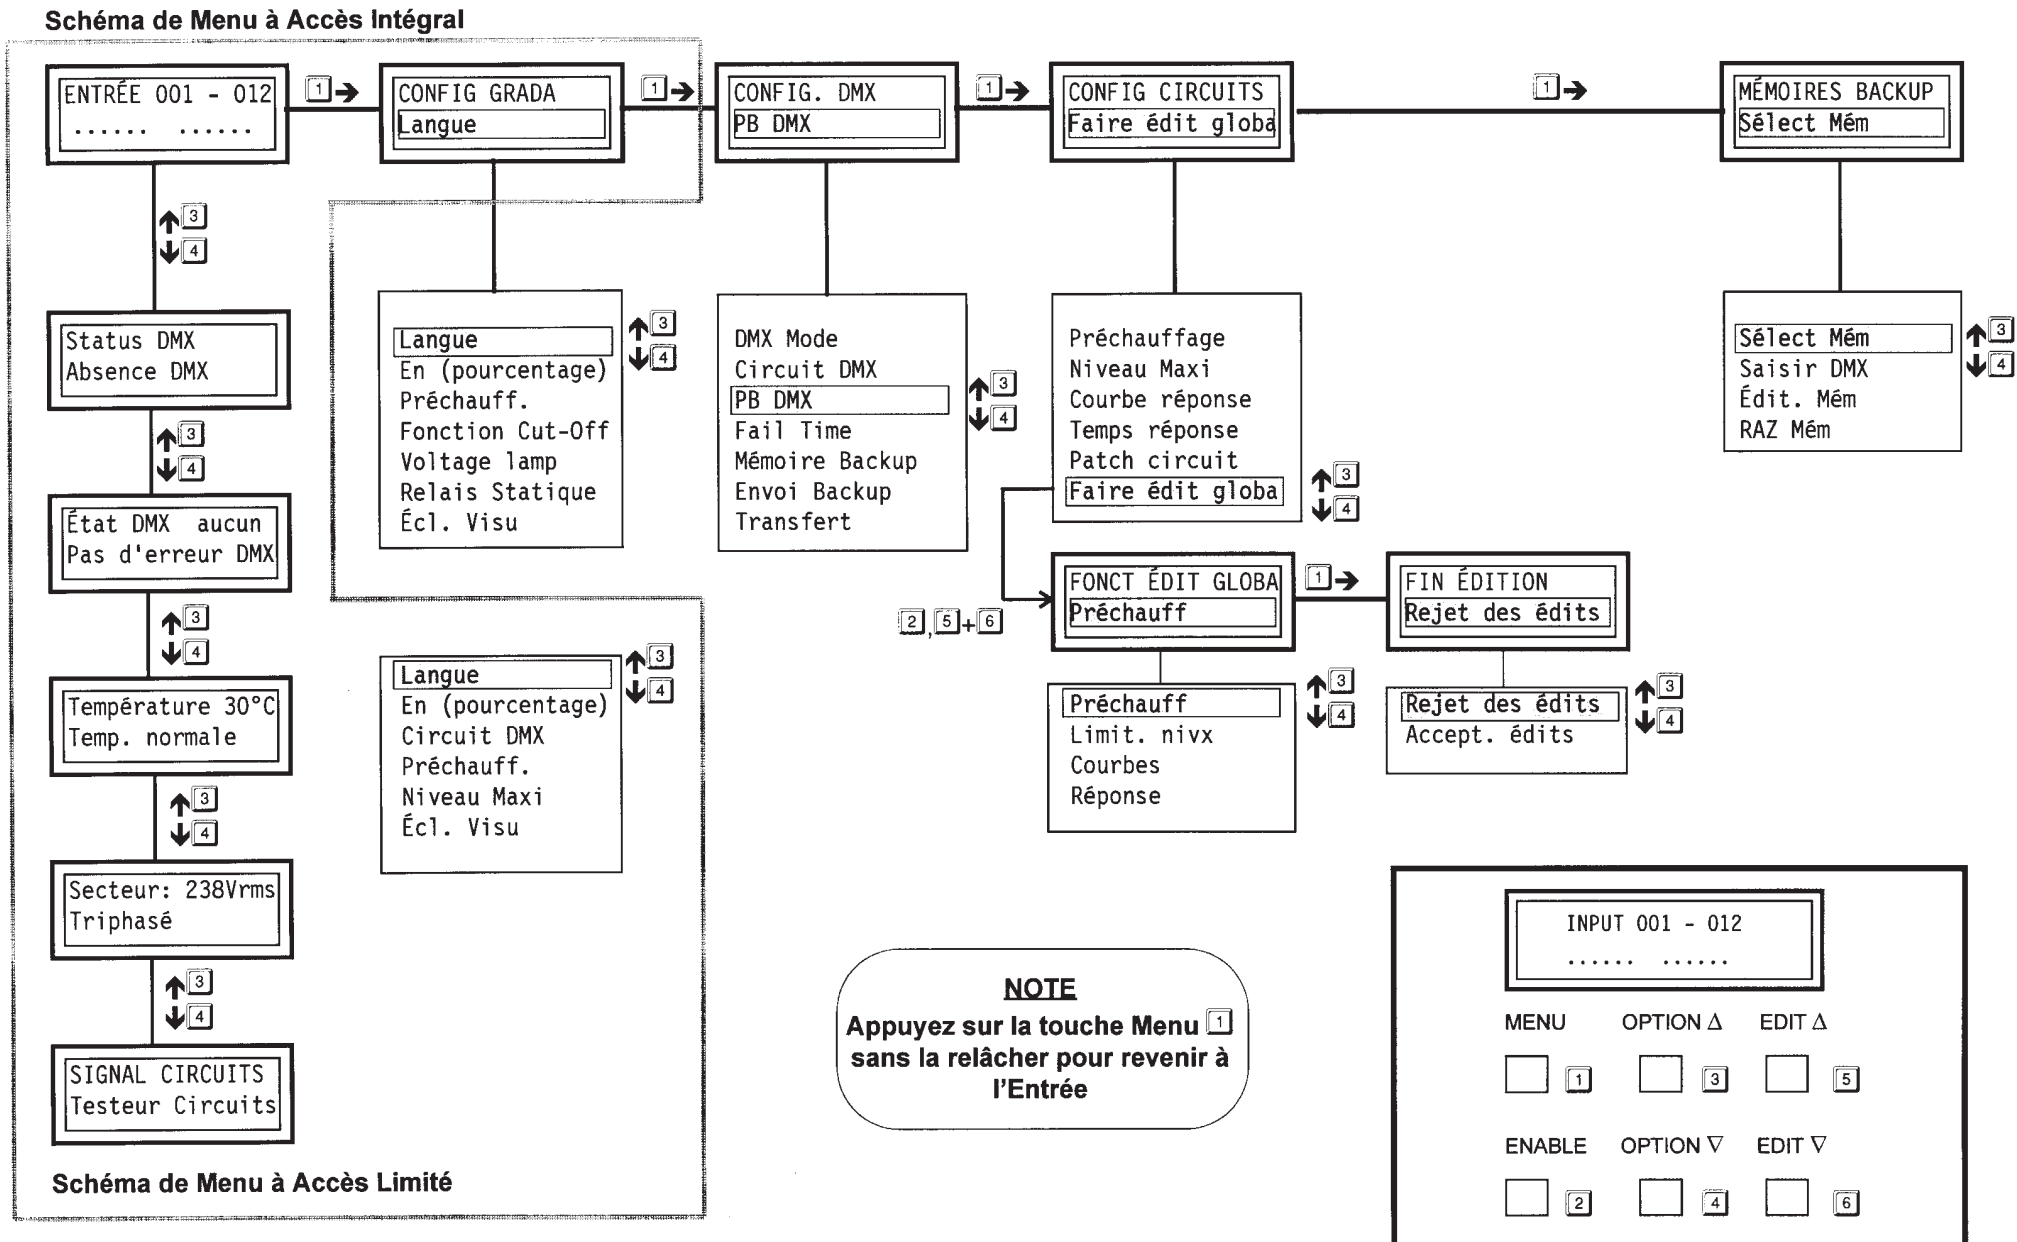 Schéma de Menu à Accès Intégral
ENTRÉE 001 - 012
...... ......
1
CONFIG GRADA
Langue
1
CONFIG. DMX
PB DMX
1
CONFIG CIRCUITS
Faire édit globa
1
MÉMOIRES BACKUP
Sélect Mém
3
4
Status DMX
Absence DMX
3
4
État DMX aucun
Pas d'erreur DMX
3
4
Température 30°C
Temp. normale
3
4
Secteur: 238Vrms
Triphasé
3
4
SIGNAL CIRCUITS
Testeur Circuits
Schéma de Menu à Accès Limité
Langue
En (pourcentage)
Préchauff.
Fonction Cut-Off
Voltage lamp
Relais Statique
Écl. Visu
3
4
Langue
En (pourcentage)
Circuit DMX
Préchauff.
Niveau Maxi
Écl. Visu
3
4
DMX Mode
Circuit DMX
PB DMX
Fail Time
Mémoire Backup
Envoi Backup
Transfert
3
4
Préchauffage
Niveau Maxi
Courbe réponse
Temps réponse
Patch circuit
Faire édit globa
3
4
Sélect Mém
Saisir DMX
Édit. Mém
RAZ Mém
3
4
2, 5+6
FONCT ÉDIT GLOBA
Préchauff
1
FIN ÉDITION
Rejet des édits
Préchauff
Limit. nivx
Courbes
Réponse
3
4
Rejet des édits
Accept. édits
3
4
NOTE
Appuyez sur la touche Menu 1
sans la relâcher pour revenir à
l'Entrée
INPUT 001 - 012
...... ......
MENU OPTION △ EDIT △
1 3 5
ENABLE OPTION ▽ EDIT ▽
2 4 6